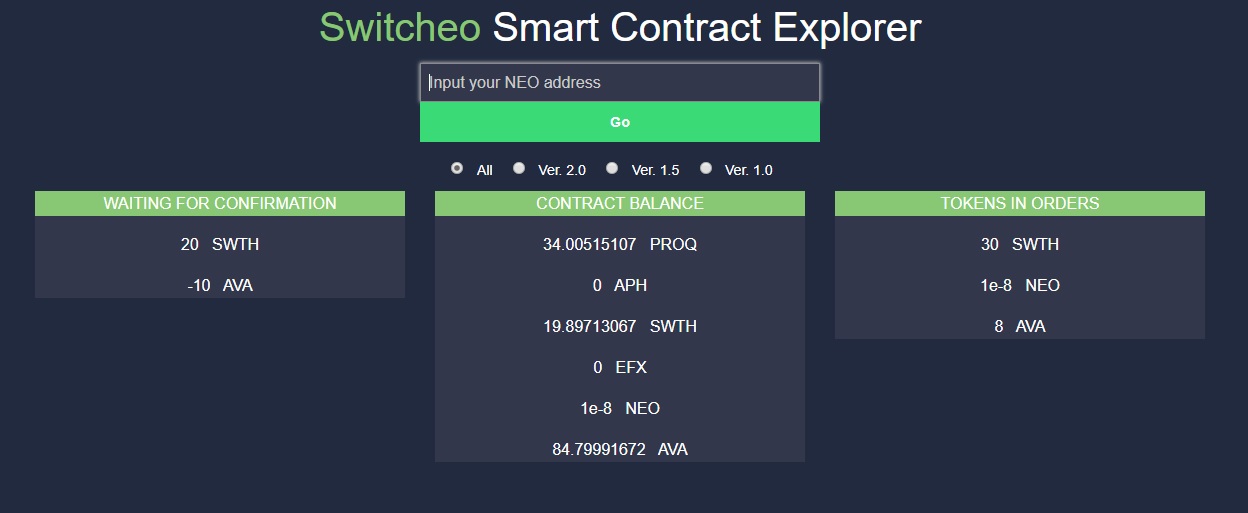 Switcheo Smart Contract Explorer
Input your NEO address
Go
All Ver. 2.0 Ver. 1.5 Ver. 1.0
WAITING FOR CONFIRMATION
20 SWTH
-10 AVA
CONTRACT BALANCE
34.00515107 PROQ
0 APH
19.89713067 SWTH
0 EFX
1e-8 NEO
84.79991672 AVA
TOKENS IN ORDERS
30 SWTH
1e-8 NEO
8 AVA